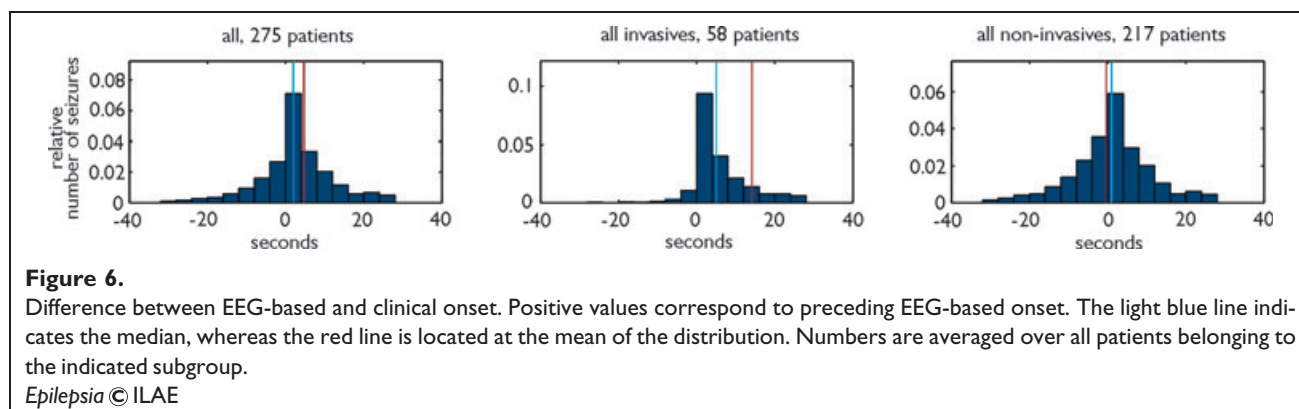 all, 275 patients
all invasives, 58 patients
all non-invasives, 217 patients
relative
number of seizures
0.08
0.06
0.04
0.02
0
-40
-20
0
20
40
seconds
0.1
0.05
0
-40
-20
0
20
40
seconds
0.06
0.04
0.02
0
-40
-20
0
20
40
seconds
Figure 6.
Difference between EEG-based and clinical onset. Positive values correspond to preceding EEG-based onset. The light blue line indi-
cates the median, whereas the red line is located at the mean of the distribution. Numbers are averaged over all patients belonging to
the indicated subgroup.
Epilepsia © ILAE